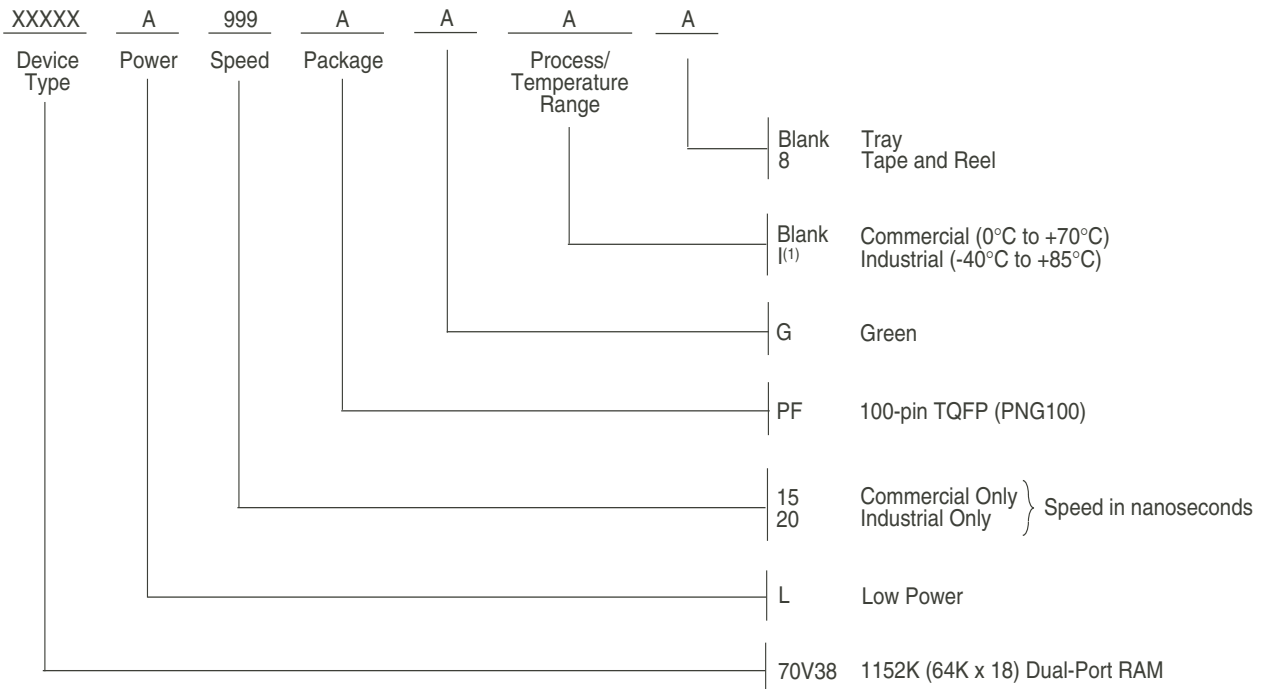 XXXXX A 999 A A A A
Device Type Power Speed Package Process/ Temperature Range
Blank Tray
8 Tape and Reel
Blank Commercial (0°C to +70°C)
I(1) Industrial (-40°C to +85°C)
G Green
PF 100-pin TQFP (PNG100)
15 Commercial Only
20 Industrial Only
Speed in nanoseconds
L Low Power
70V38 1152K (64K x 18) Dual-Port RAM